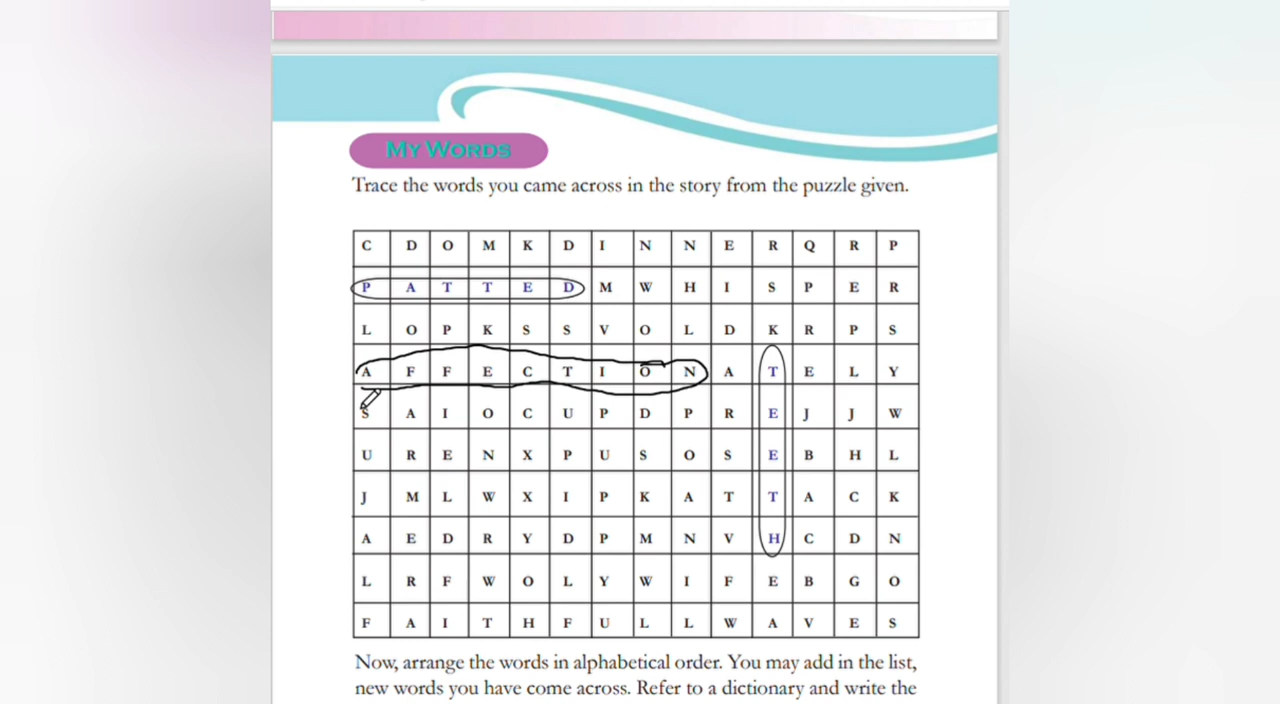 MY WORDS
Trace the words you came across in the story from the puzzle given.
C D O M K D I N N E R Q R P
P A T T E D M W H I S P E R
L O P K S S V O L D K R P S
A F F E C T I O N A T E L Y
S A I O C U P D P R E J J W
U R E N X P U S O S E B H L
J M L W X I P K A T T A C K
A E D R Y D P M N V H C D N
L R F W O L Y W I F E B G O
F A I T H F U L L W A V E S
Now, arrange the words in alphabetical order. You may add in the list,
new words you have come across. Refer to a dictionary and write the